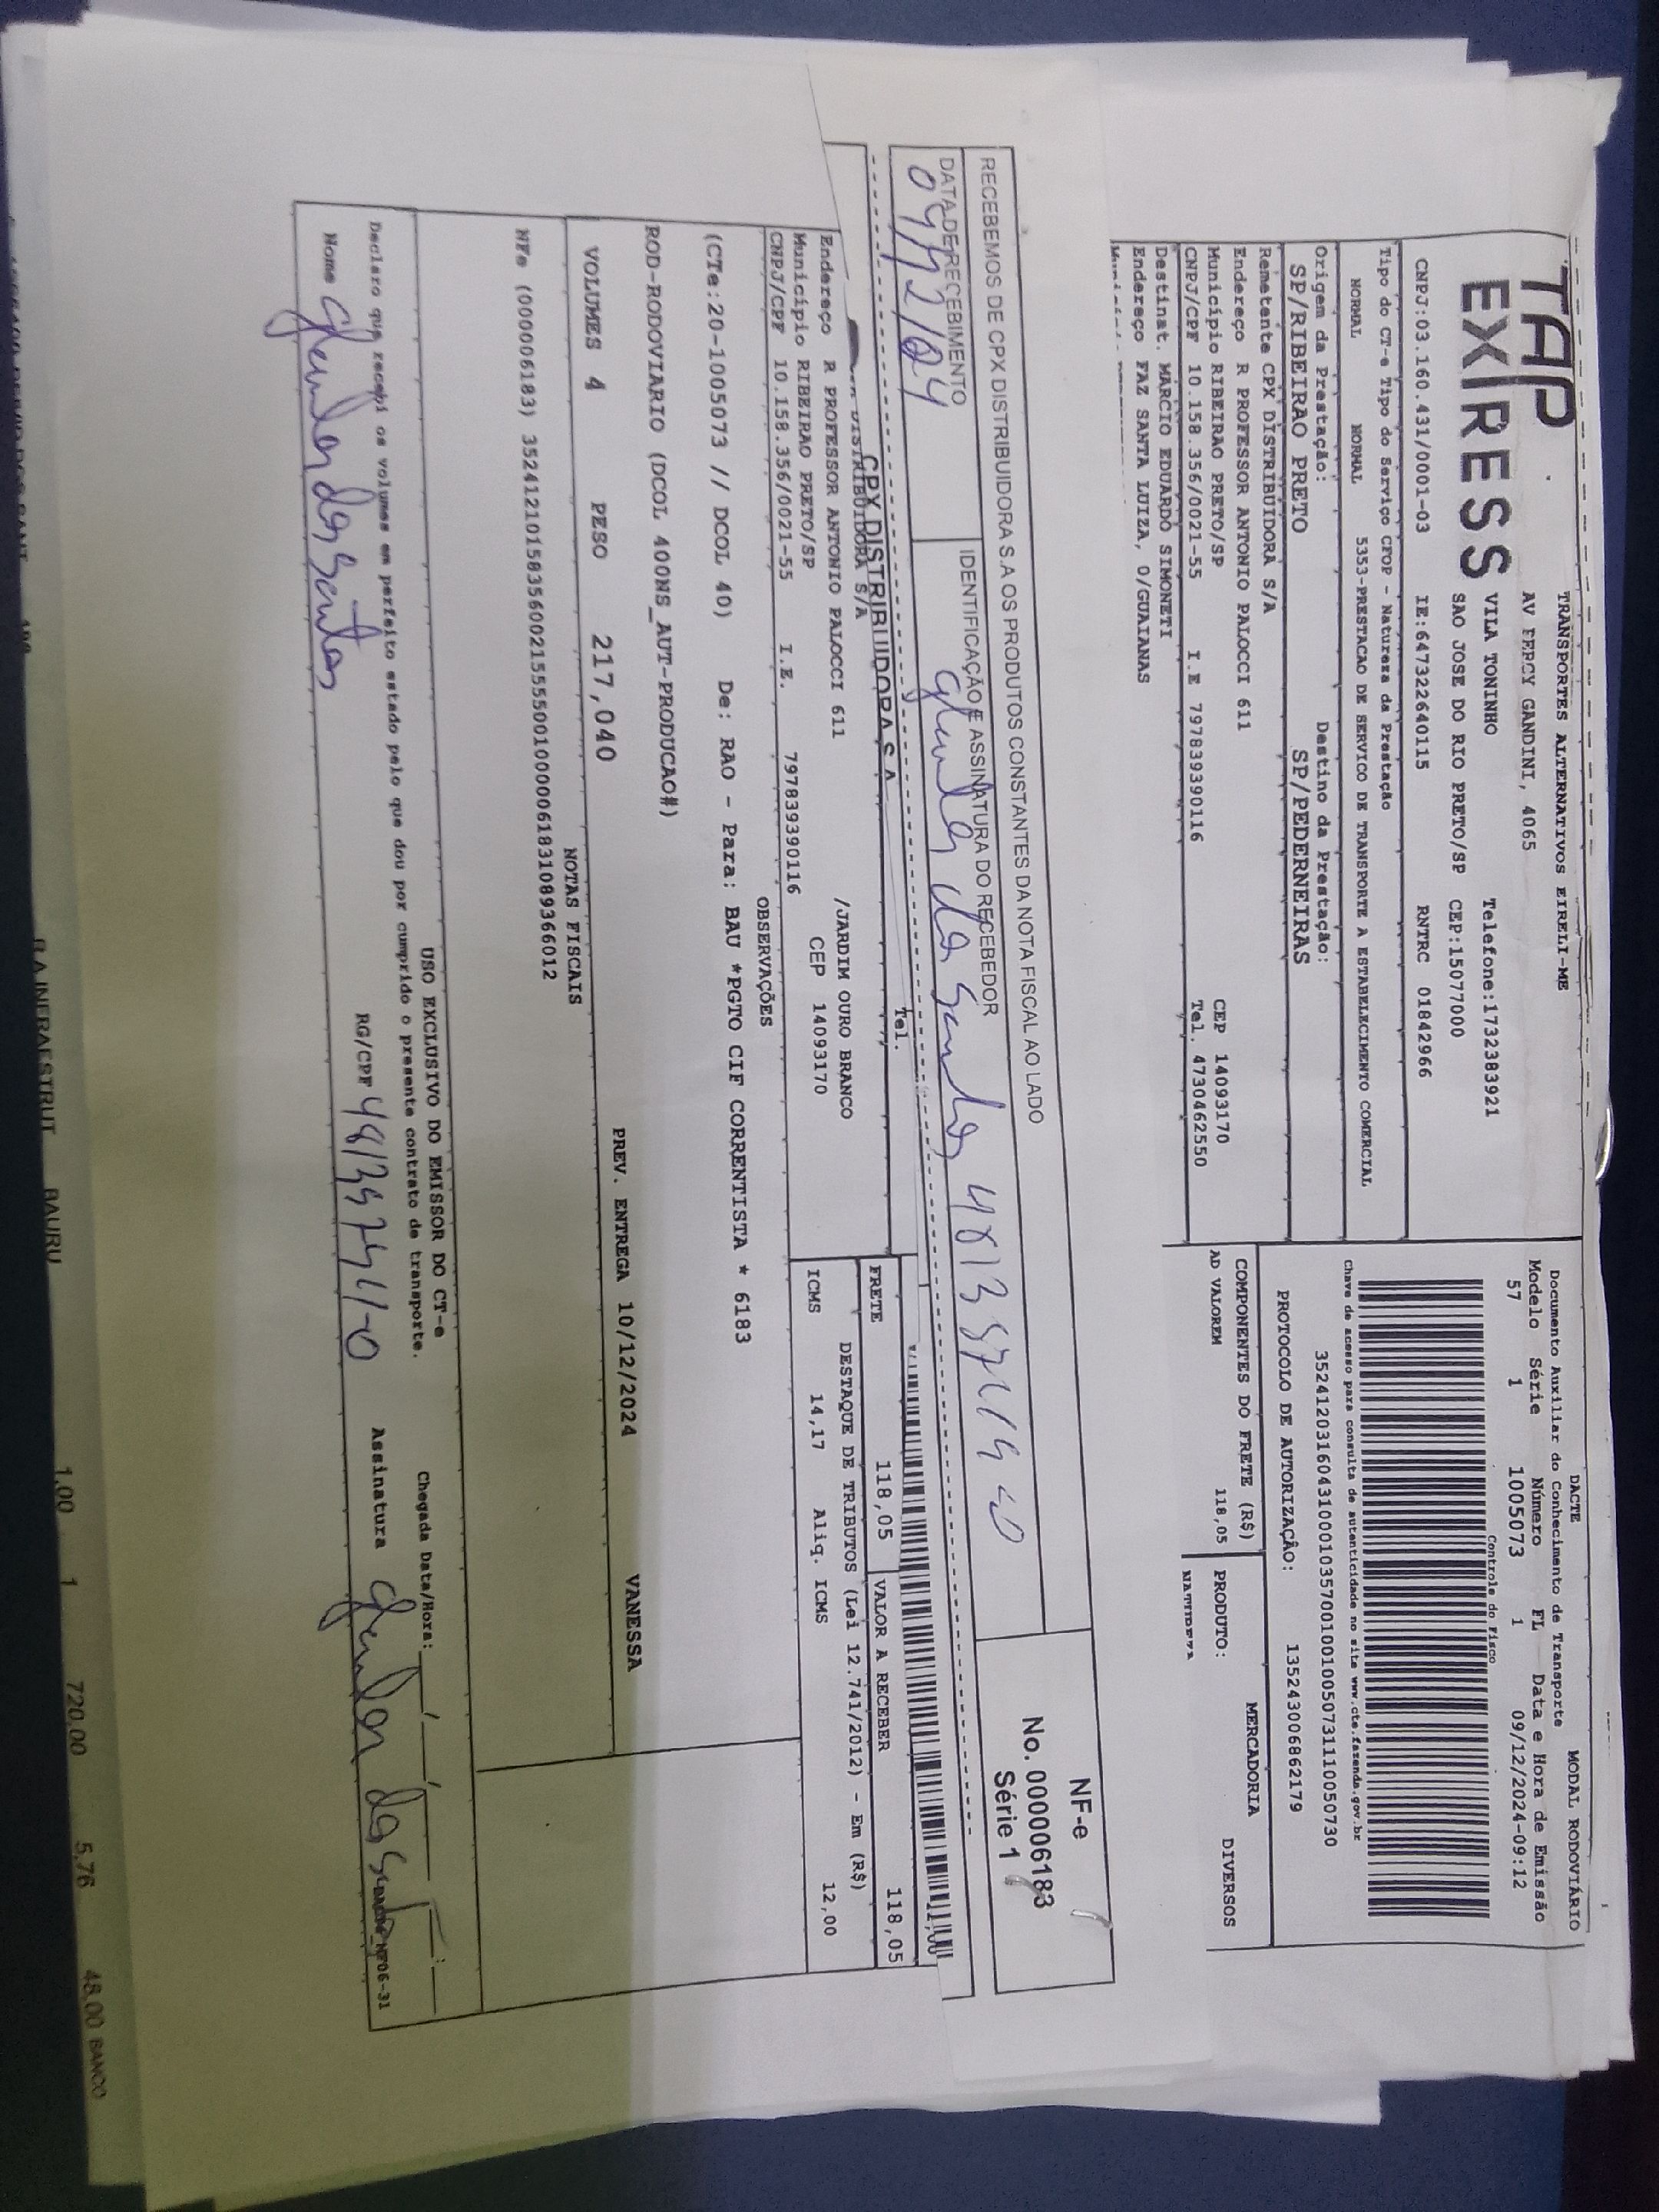 TAP
EXPRESS
TRANSPORTES ALTERNATIVOS EIRELI-ME
AV PERCY GANDINI, 4065
VILA TONINHO Telefone:1732383921
SAO JOSE DO RIO PRETO/SP CEP:15077000
CNPJ:03.160.431/0001-03 IE:647322640115 RNTRC 01842966
Tipo do CT-e Tipo do Serviço CFOP - Natureza da Prestação
NORMAL NORMAL 5353-PRESTACAO DE SERVICO DE TRANSPORTE A ESTABELECIMENTO COMERCIAL
Origem da Prestação: Destino da Prestação:
SP/RIBEIRAO PRETO SP/PEDERNEIRAS
Remetente CPX DISTRIBUIDORA S/A
Endereço R PROFESSOR ANTONIO PALOCCI 611
Município RIBEIRAO PRETO/SP CEP 14093170
CNPJ/CPF 10.158.356/0021-55 I.E 797839390116 Tel. 4730462550
Destinat. MARCIO EDUARDO SIMONETI
Endereço FAZ SANTA LUIZA, 0/GUAIANAS
DACTE MODAL RODOVIÁRIO
Documento Auxiliar do Conhecimento de Transporte
Modelo Série Número FL Data e Hora de Emissão
57 1 1005073 1 09/12/2024-09:12
Controle do Fisco
Chave de acesso para consulta de autenticidade no site www.cte.fazenda.gov.br
35241203160431000103570010010050731110050730
PROTOCOLO DE AUTORIZAÇÃO: 135243006862179
COMPONENTES DO FRETE (R$) MERCADORIA
AD VALOREM 118,05 PRODUTO: DIVERSOS
RECEBEMOS DE CPX DISTRIBUIDORA S.A OS PRODUTOS CONSTANTES DA NOTA FISCAL AO LADO
DATA DE RECEBIMENTO IDENTIFICAÇÃO E ASSINATURA DO RECEBEDOR
NF-e
No. 000006183
Série 1
CPX DISTRIBUIDORA S.A
DISTRIBUIDORA S/A Tel.
Endereço R PROFESSOR ANTONIO PALOCCI 611 /JARDIM OURO BRANCO
Município RIBEIRAO PRETO/SP CEP 14093170
CNPJ/CPF 10.158.356/0021-55 I.E. 797839390116
FRETE 118,05 VALOR A RECEBER 118,05
DESTAQUE DE TRIBUTOS (Lei 12.741/2012) - Em (R$)
ICMS 14,17 Aliq. ICMS 12,00
OBSERVAÇÕES
(CTe:20-1005073 // DCOL 40) De: RAO - Para: BAU *PGTO CIF CORRENTISTA * 6183
ROD-RODOVIARIO (DCOL 400NS_AUT-PRODUCAO#)
VOLUMES 4 PESO 217,040 PREV. ENTREGA 10/12/2024 VANESSA
NOTAS FISCAIS
NFe (000006183) 35241210158356002155550010000061831089366012
USO EXCLUSIVO DO EMISSOR DO CT-e
Declaro que recebi os volumes em perfeito estado pelo que dou por cumprido o presente contrato de transporte. Chegada Data/Hora:
Nome RG/CPF Assinatura
BAURU
1,00 1 720,00 5,76 48,00 BANCO